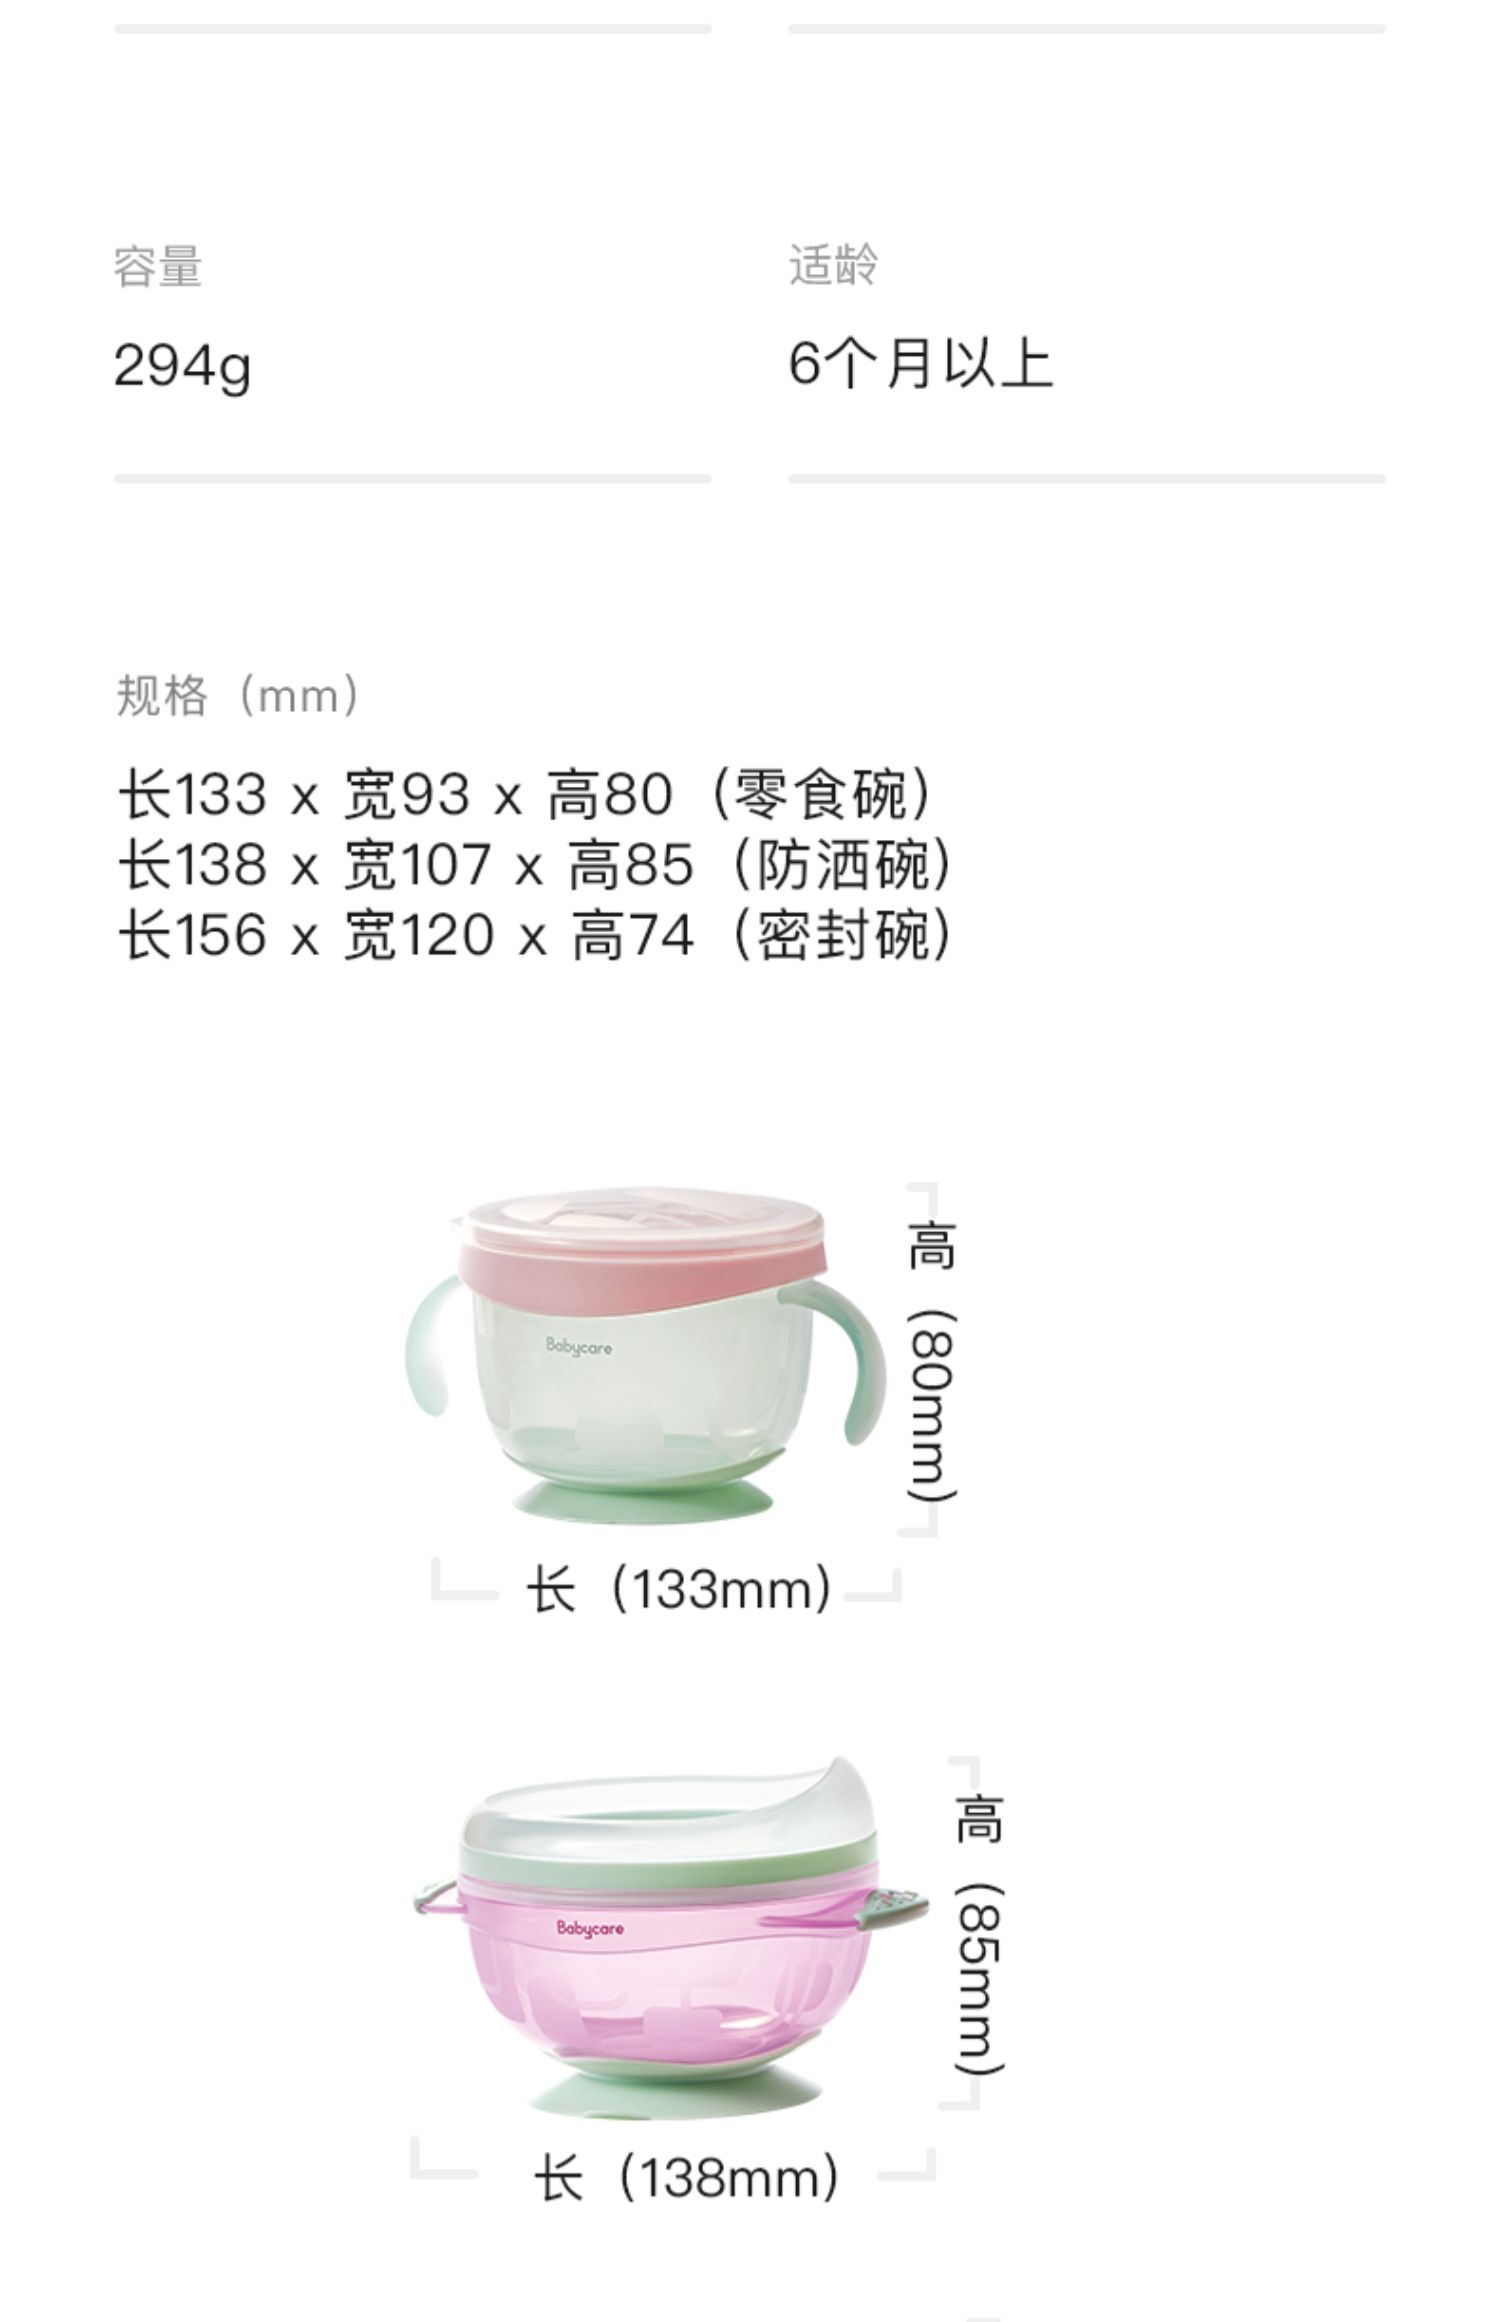 容量
294g
适龄
6个月以上
规格（mm）
长133 x 宽93 x 高80（零食碗）
长138 x 宽107 x 高85（防洒碗）
长156 x 宽120 x 高74（密封碗）
Babycare
高（80mm）
长（133mm）
Babycare
高（85mm）
长（138mm）